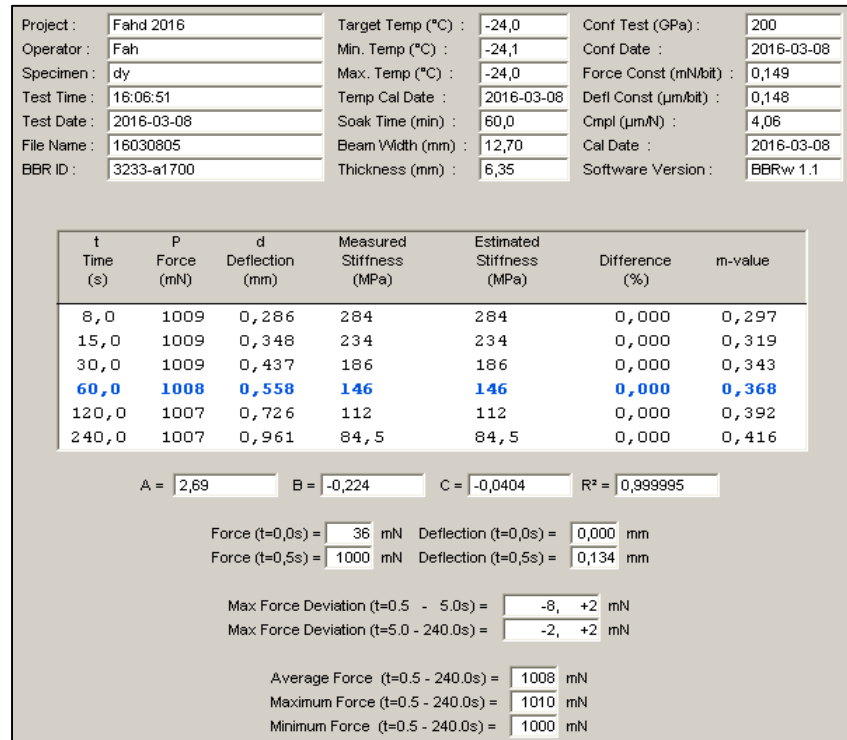 Project : Fahd 2016 Target Temp (°C) : -24,0 Conf Test (GPa) : 200
Operator : Fah Min. Temp (°C) : -24,1 Conf Date : 2016-03-08
Specimen : dy Max. Temp (°C) : -24,0 Force Const (mN/bit) : 0,149
Test Time : 16:06:51 Temp Cal Date : 2016-03-08 Defl Const (µm/bit) : 0,148
Test Date : 2016-03-08 Soak Time (min) : 60,0 Cmpl (µm/N) : 4,06
File Name : 16030805 Beam Width (mm) : 12,70 Cal Date : 2016-03-08
BBR ID : 3233-a1700 Thickness (mm) : 6,35 Software Version : BBRw 1.1
t P d Measured Estimated
Time Force Deflection Stiffness Stiffness Difference m-value
(s) (mN) (mm) (MPa) (MPa) (%)
8,0 1009 0,286 284 284 0,000 0,297
15,0 1009 0,348 234 234 0,000 0,319
30,0 1009 0,437 186 186 0,000 0,343
60,0 1008 0,558 146 146 0,000 0,368
120,0 1007 0,726 112 112 0,000 0,392
240,0 1007 0,961 84,5 84,5 0,000 0,416
A = 2,69 B = -0,224 C = -0,0404 R² = 0,999995
Force (t=0,0s) = 36 mN Deflection (t=0,0s) = 0,000 mm
Force (t=0,5s) = 1000 mN Deflection (t=0,5s) = 0,134 mm
Max Force Deviation (t=0.5 - 5.0s) = -8, +2 mN
Max Force Deviation (t=5.0 - 240.0s) = -2, +2 mN
Average Force (t=0.5 - 240.0s) = 1008 mN
Maximum Force (t=0.5 - 240.0s) = 1010 mN
Minimum Force (t=0.5 - 240.0s) = 1000 mN